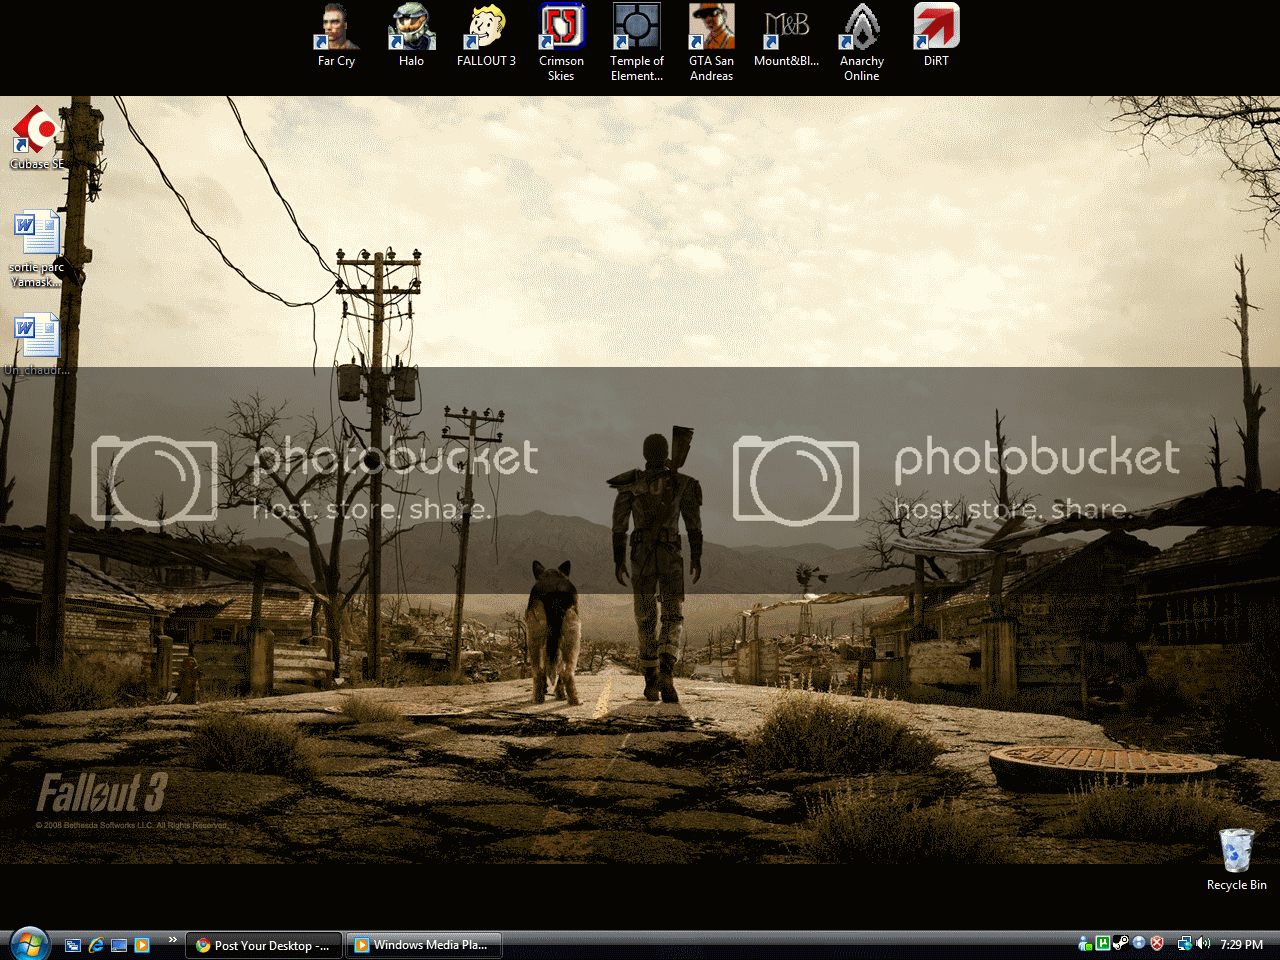 Far Cry
Halo
FALLOUT 3
Crimson
Skies
Temple of
Element...
GTA San
Andreas
Mount&Bl...
Anarchy
Online
DiRT
Cubase SE
sortie parc
Yamask...
Un_chaudr...
photobucket
host. store. share.
photobucket
host. store. share.
Fallout 3
© 2008 Bethesda Softworks LLC. All Rights Reserved.
Recycle Bin
Post Your Desktop -...
Windows Media Pla...
7:29 PM